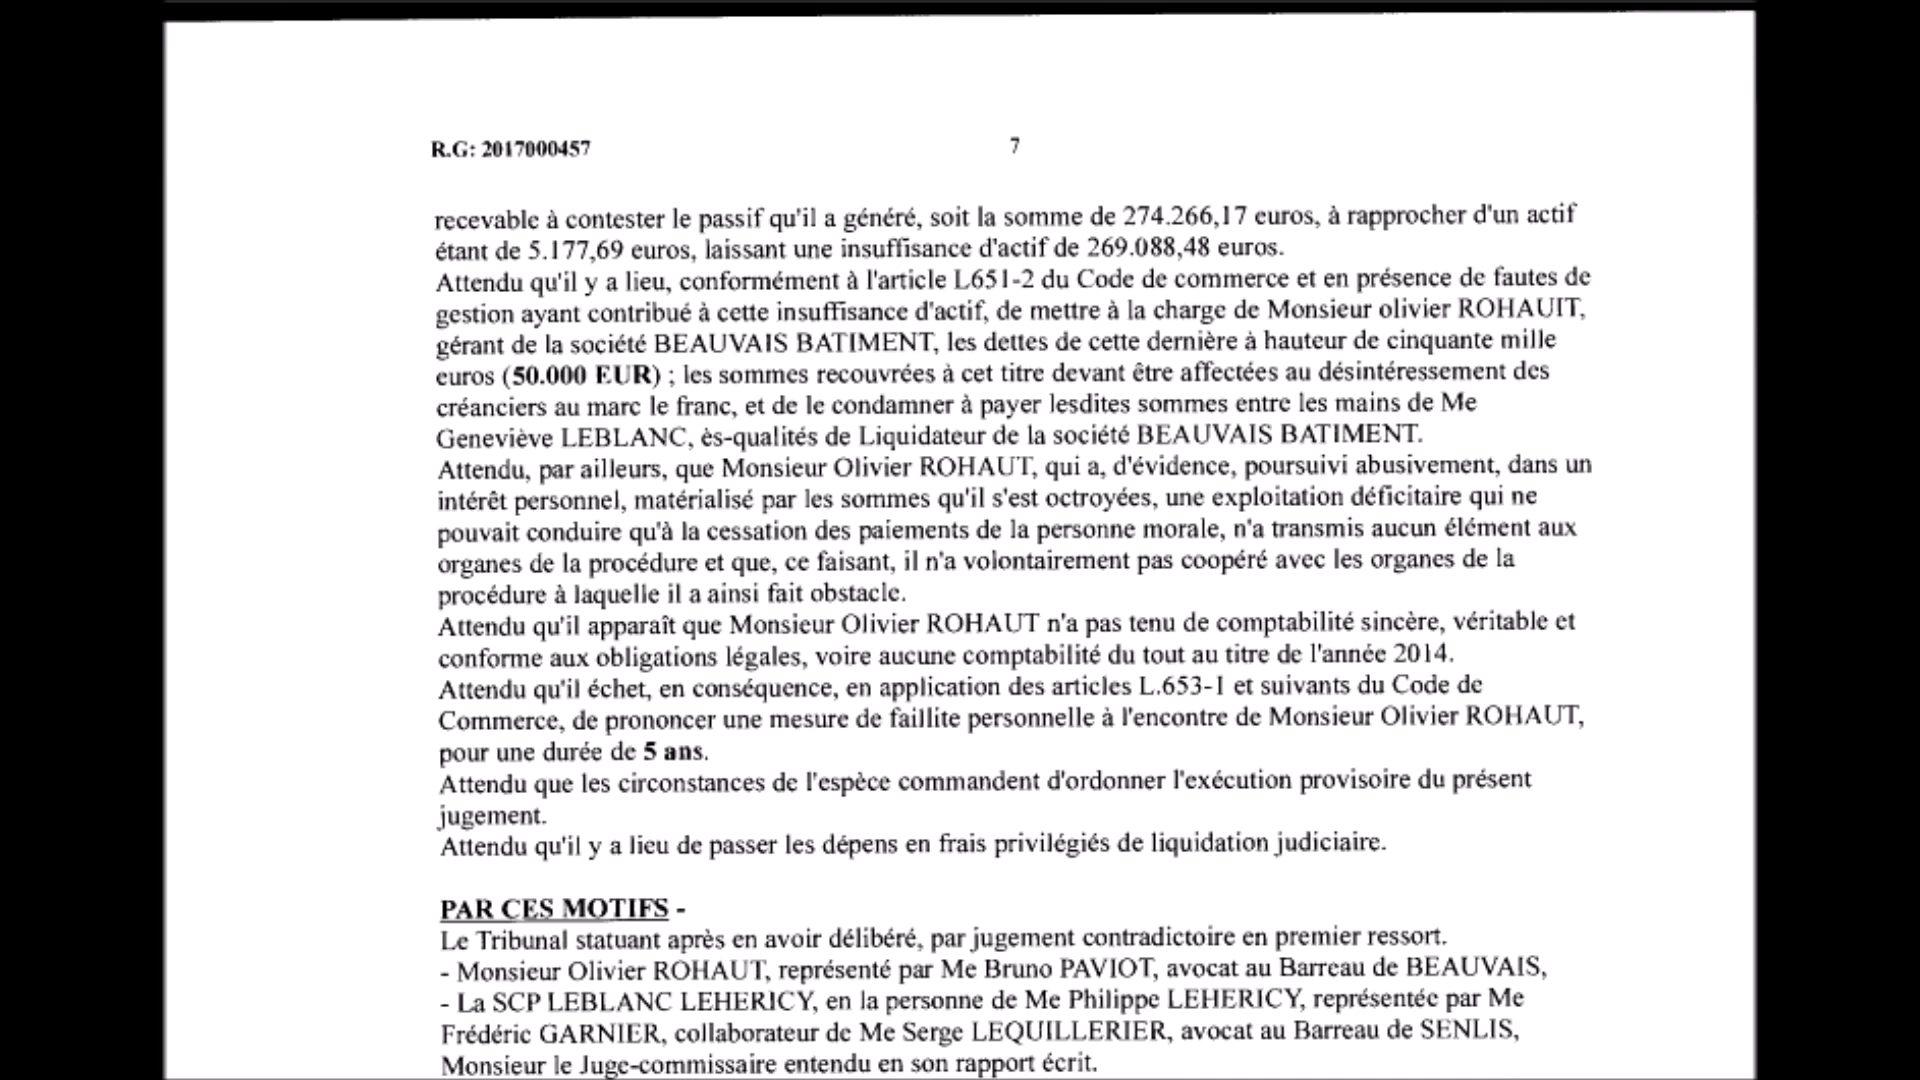 R.G: 2017000457
7
recevable à contester le passif qu'il a généré, soit la somme de 274.266,17 euros, à rapprocher d'un actif
étant de 5.177,69 euros, laissant une insuffisance d'actif de 269.088,48 euros.
Attendu qu'il y a lieu, conformément à l'article L651-2 du Code de commerce et en présence de fautes de
gestion ayant contribué à cette insuffisance d'actif, de mettre à la charge de Monsieur olivier ROHAUIT,
gérant de la société BEAUVAIS BATIMENT, les dettes de cette dernière à hauteur de cinquante mille
euros (50.000 EUR) ; les sommes recouvrées à cet titre devant être affectées au désintéressement des
créanciers au marc le franc, et de le condamner à payer lesdites sommes entre les mains de Me
Geneviève LEBLANC, ès-qualités de Liquidateur de la société BEAUVAIS BATIMENT.
Attendu, par ailleurs, que Monsieur Olivier ROHAUT, qui a, d'évidence, poursuivi abusivement, dans un
intérêt personnel, matérialisé par les sommes qu'il s'est octroyées, une exploitation déficitaire qui ne
pouvait conduire qu'à la cessation des paiements de la personne morale, n'a transmis aucun élément aux
organes de la procédure et que, ce faisant, il n'a volontairement pas coopéré avec les organes de la
procédure à laquelle il a ainsi fait obstacle.
Attendu qu'il apparaît que Monsieur Olivier ROHAUT n'a pas tenu de comptabilité sincère, véritable et
conforme aux obligations légales, voire aucune comptabilité du tout au titre de l'année 2014.
Attendu qu'il échet, en conséquence, en application des articles L.653-1 et suivants du Code de
Commerce, de prononcer une mesure de faillite personnelle à l'encontre de Monsieur Olivier ROHAUT,
pour une durée de 5 ans.
Attendu que les circonstances de l'espèce commandent d'ordonner l'exécution provisoire du présent
jugement.
Attendu qu'il y a lieu de passer les dépens en frais privilégiés de liquidation judiciaire.
PAR CES MOTIFS -
Le Tribunal statuant après en avoir délibéré, par jugement contradictoire en premier ressort.
- Monsieur Olivier ROHAUT, représenté par Me Bruno PAVIOT, avocat au Barreau de BEAUVAIS,
- La SCP LEBLANC LEHERICY, en la personne de Me Philippe LEHERICY, représentée par Me
Frédéric GARNIER, collaborateur de Me Serge LEQUILLERIER, avocat au Barreau de SENLIS,
Monsieur le Juge-commissaire entendu en son rapport écrit.